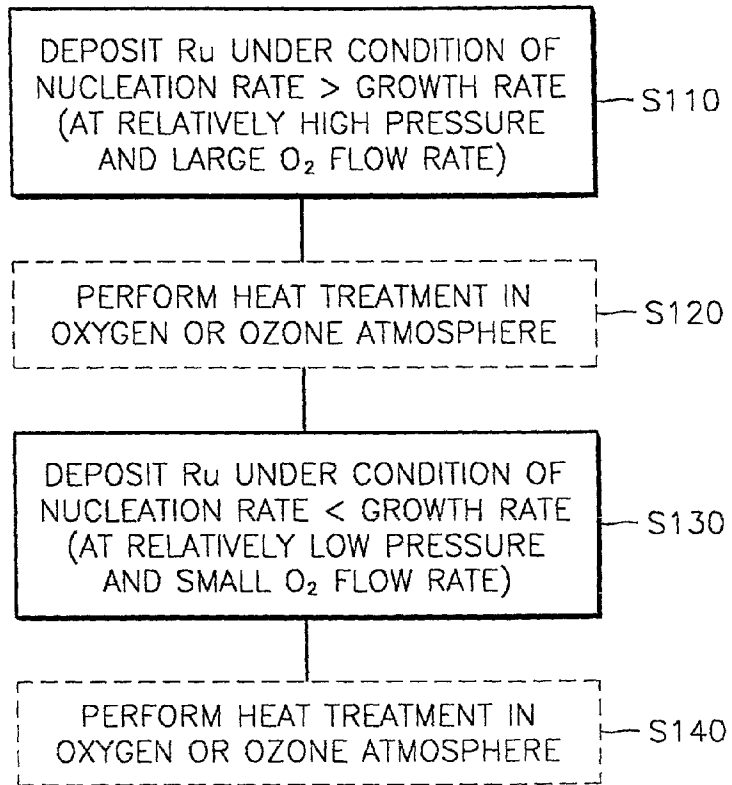 DEPOSIT Ru UNDER CONDITION OF
NUCLEATION RATE > GROWTH RATE
(AT RELATIVELY HIGH PRESSURE
AND LARGE O₂ FLOW RATE)
S110
PERFORM HEAT TREATMENT IN
OXYGEN OR OZONE ATMOSPHERE
S120
DEPOSIT Ru UNDER CONDITION OF
NUCLEATION RATE < GROWTH RATE
(AT RELATIVELY LOW PRESSURE
AND SMALL O₂ FLOW RATE)
S130
PERFORM HEAT TREATMENT IN
OXYGEN OR OZONE ATMOSPHERE
S140